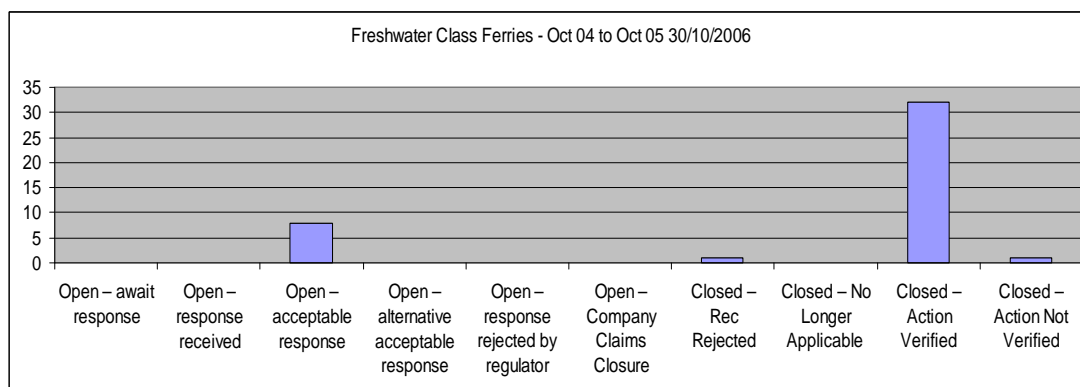 Freshwater Class Ferries - Oct 04 to Oct 05 30/10/2006
35
30
25
20
15
10
5
0
Open – await
response
Open –
response
received
Open –
acceptable
response
Open –
alternative
acceptable
response
Open –
response
rejected by
regulator
Open –
Company
Claims
Closure
Closed –
Rec
Rejected
Closed – No
Longer
Applicable
Closed –
Action
Verified
Closed –
Action Not
Verified